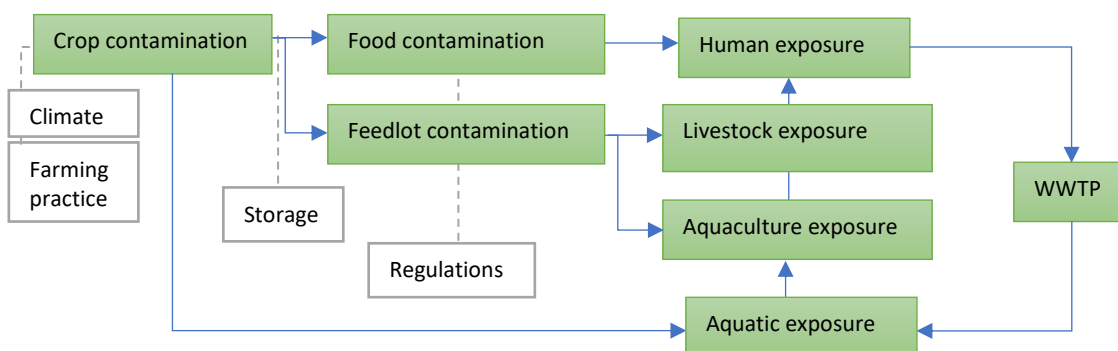 Crop contamination
Food contamination
Human exposure
Climate
Feedlot contamination
Livestock exposure
Farming
practice
WWTP
Storage
Aquaculture exposure
Regulations
Aquatic exposure